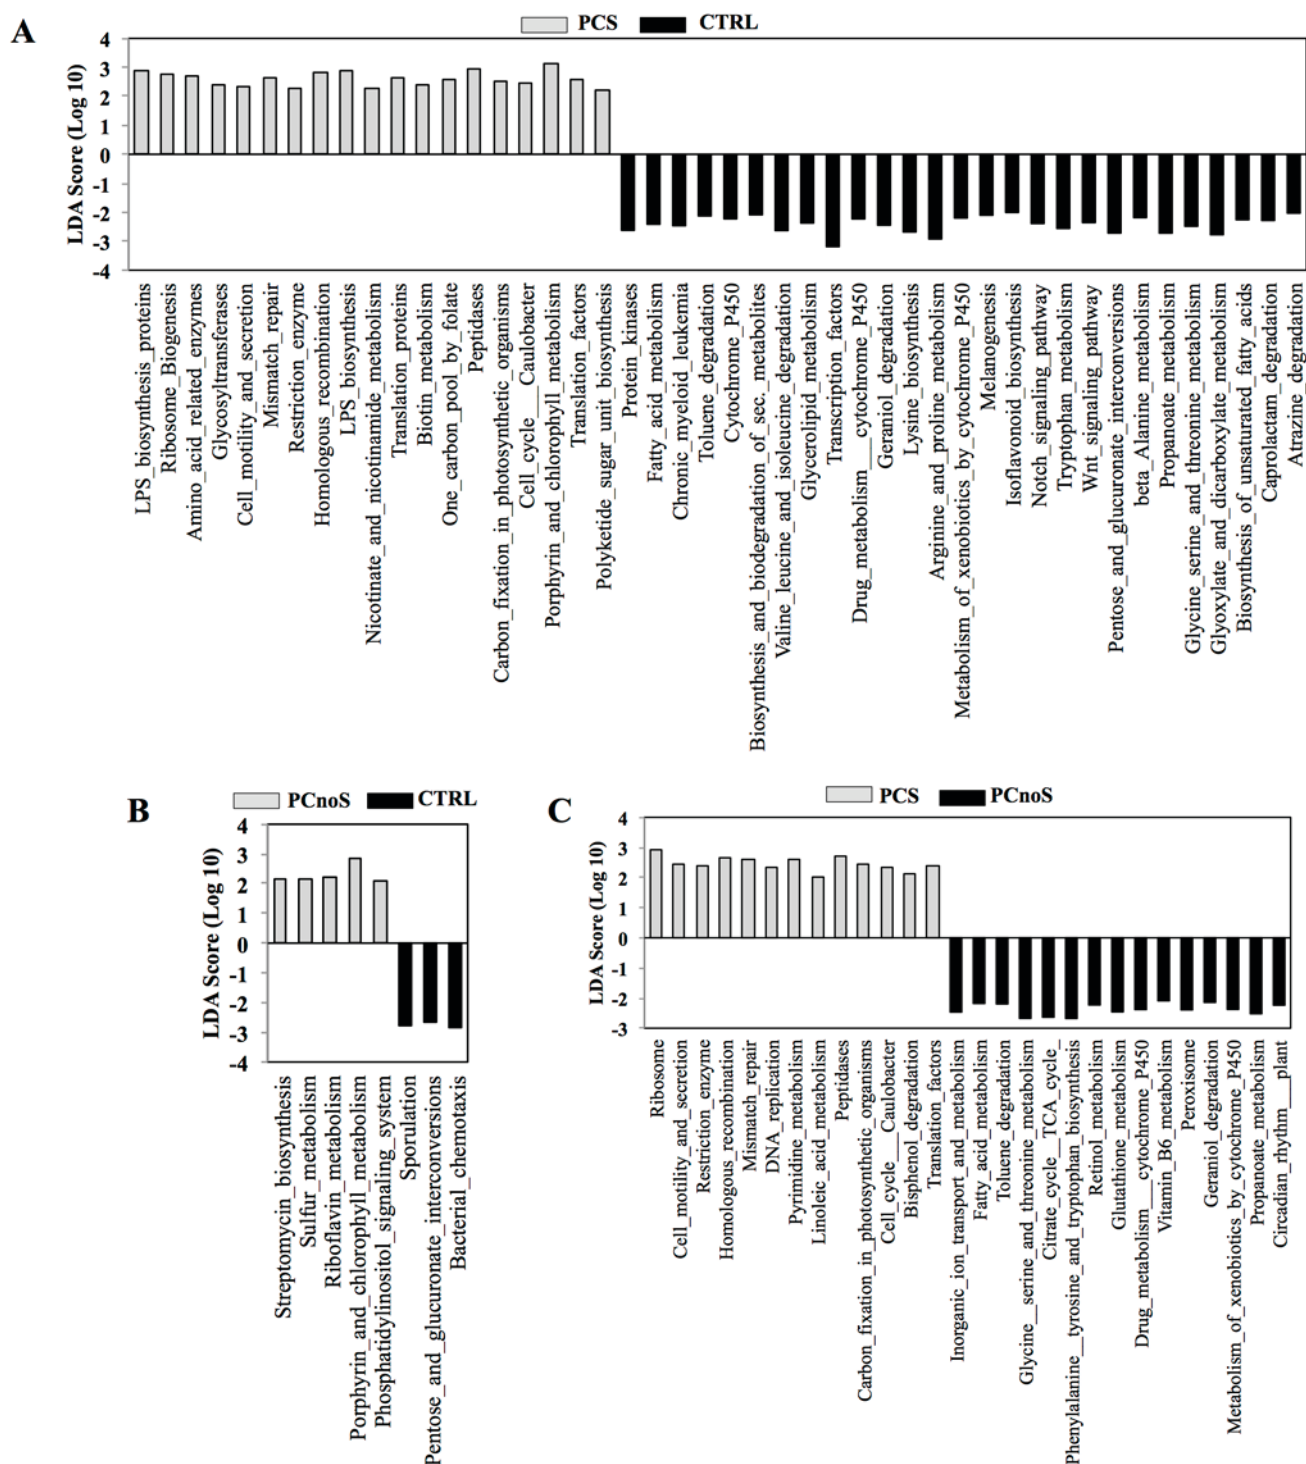 A
PCS CTRL
LDA Score (Log 10)
4
3
2
1
0
-1
-2
-3
-4
LPS_biosynthesis_proteins
Ribosome_Biogenesis
Amino_acid_related_enzymes
Glycosyltransferases
Cell_motility_and_secretion
Mismatch_repair
Restriction_enzyme
Homologous_recombination
LPS_biosynthesis
Nicotinate_and_nicotinamide_metabolism
Translation_proteins
Biotin_metabolism
One_carbon_pool_by_folate
Peptidases
Carbon_fixation_in_photosynthetic_organisms
Cell_cycle___Caulobacter
Porphyrin_and_chlorophyll_metabolism
Translation_factors
Polyketide_sugar_unit_biosynthesis
Protein_kinases
Fatty_acid_metabolism
Chronic_myeloid_leukemia
Toluene_degradation
Cytochrome_P450
Biosynthesis_and_biodegradation_of_sec._metabolites
Valine_leucine_and_isoleucine_degradation
Glycerolipid_metabolism
Transcription_factors
Drug_metabolism___cytochrome_P450
Geraniol_degradation
Lysine_biosynthesis
Arginine_and_proline_metabolism
Metabolism_of_xenobiotics_by_cytochrome_P450
Melanogenesis
Isoflavonoid_biosynthesis
Notch_signaling_pathway
Tryptophan_metabolism
Wnt_signaling_pathway
Pentose_and_glucuronate_interconversions
beta_Alanine_metabolism
Propanoate_metabolism
Glycine_serine_and_threonine_metabolism
Glyoxylate_and_dicarboxylate_metabolism
Biosynthesis_of_unsaturated_fatty_acids
Caprolactam_degradation
Atrazine_degradation
B
PCnoS CTRL
LDA Score (Log 10)
4
3
2
1
0
-1
-2
-3
-4
Streptomycin_biosynthesis
Sulfur_metabolism
Riboflavin_metabolism
Porphyrin_and_chlorophyll_metabolism
Phosphatidylinositol_signaling_system
Sporulation
Pentose_and_glucuronate_interconversions
Bacterial_chemotaxis
C
PCS PCnoS
LDA Score (Log 10)
4
3
2
1
0
-1
-2
-3
Ribosome
Cell_motility_and_secretion
Restriction_enzyme
Homologous_recombination
Mismatch_repair
DNA_replication
Pyrimidine_metabolism
Linoleic_acid_metabolism
Peptidases
Carbon_fixation_in_photosynthetic_organisms
Cell_cycle___Caulobacter
Bisphenol_degradation
Translation_factors
Inorganic_ion_transport_and_metabolism
Fatty_acid_metabolism
Toluene_degradation
Glycine__serine_and_threonine_metabolism
Citrate_cycle__TCA_cycle_
Phenylalanine__tyrosine_and_tryptophan_biosynthesis
Retinol_metabolism
Glutathione_metabolism
Drug_metabolism___cytochrome_P450
Vitamin_B6_metabolism
Peroxisome
Geraniol_degradation
Metabolism_of_xenobiotics_by_cytochrome_P450
Propanoate_metabolism
Circadian_rhythm___plant